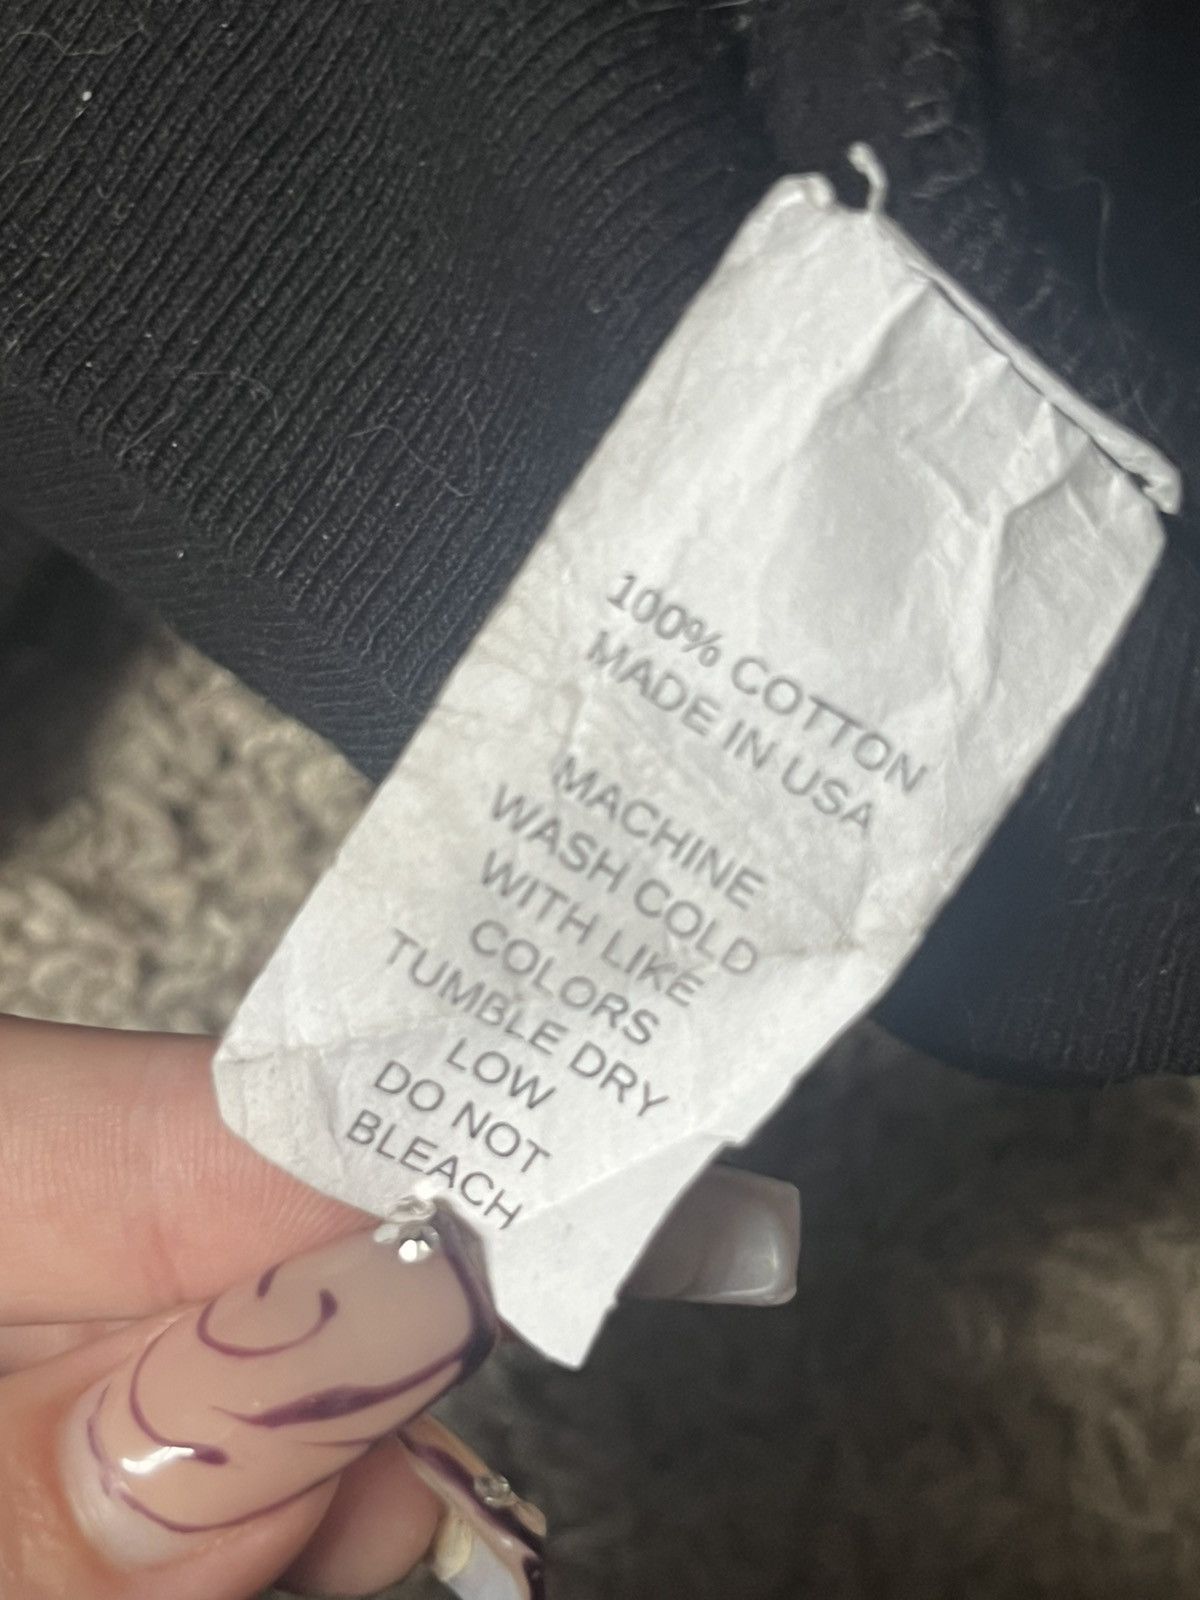 100% COTTON
MADE IN USA
MACHINE
WASH COLD
WITH LIKE
COLORS
TUMBLE DRY
LOW
DO NOT
BLEACH